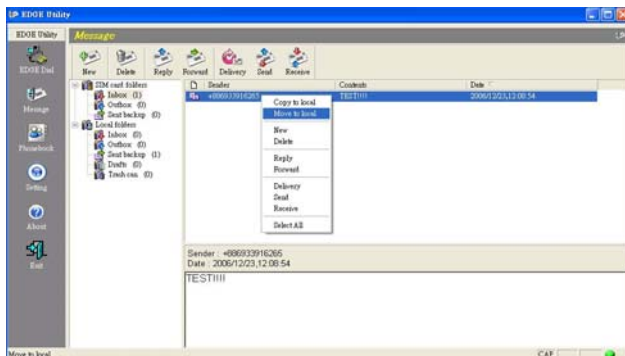 EDGE Utility
EDGE Utility
Message
EDGE Dial
Message
Phonebook
Setting
About
Exit
New Delete Reply Forward Delivery Send Receive
SIM card folders
Inbox (1)
Outbox (0)
Sent backup (0)
Local folders
Inbox (0)
Outbox (0)
Sent backup (1)
Drafts (0)
Trash can (0)
Sender Contents Date
+886933916265 TEST!!!! 2006/12/23,12:08:54
Copy to local
Move to local
New
Delete
Reply
Forward
Delivery
Send
Receive
Select All
Sender : +886933916265
Date : 2006/12/23,12:08:54
TEST!!!!
Move to local CAP